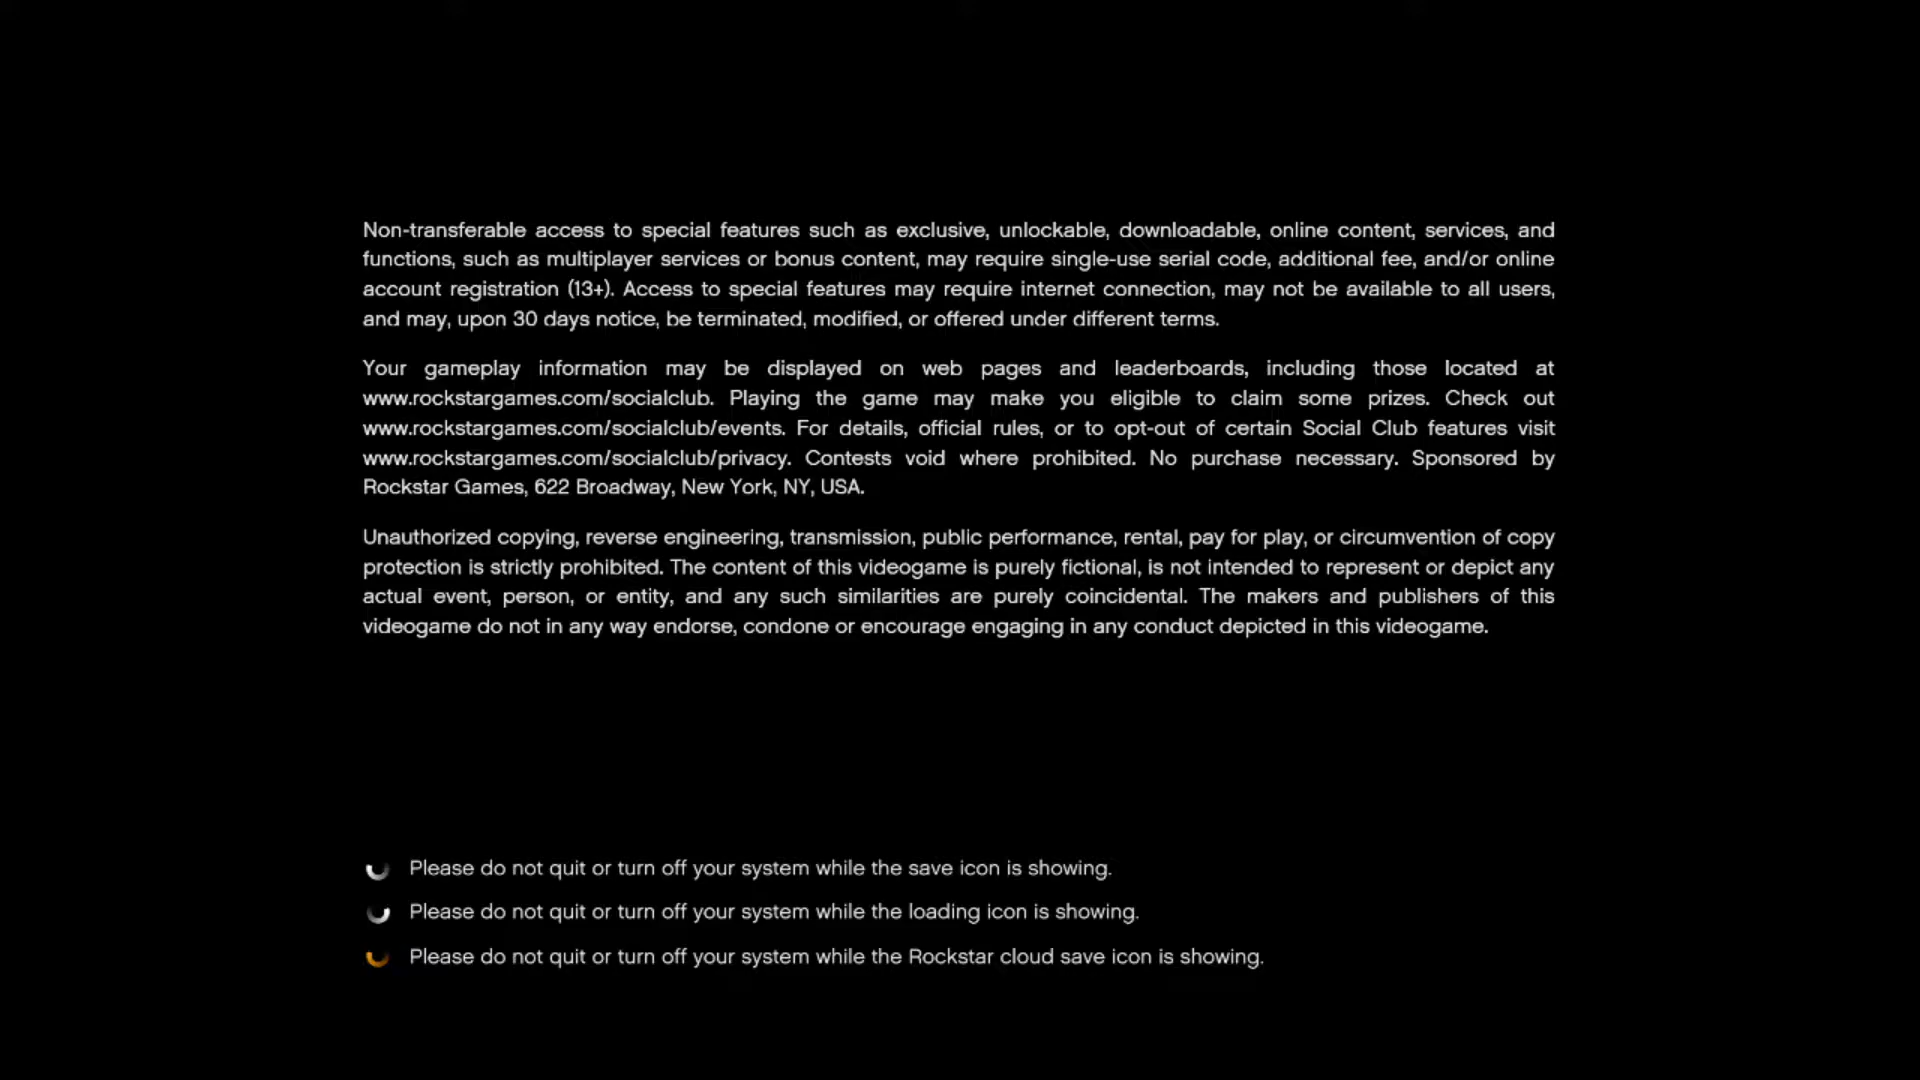 Non-transferable access to special features such as exclusive, unlockable, downloadable, online content, services, and
functions, such as multiplayer services or bonus content, may require single-use serial code, additional fee, and/or online
account registration (13+). Access to special features may require internet connection, may not be available to all users,
and may, upon 30 days notice, be terminated, modified, or offered under different terms.
Your gameplay information may be displayed on web pages and leaderboards, including those located at
www.rockstargames.com/socialclub. Playing the game may make you eligible to claim some prizes. Check out
www.rockstargames.com/socialclub/events. For details, official rules, or to opt-out of certain Social Club features visit
www.rockstargames.com/socialclub/privacy. Contests void where prohibited. No purchase necessary. Sponsored by
Rockstar Games, 622 Broadway, New York, NY, USA.
Unauthorized copying, reverse engineering, transmission, public performance, rental, pay for play, or circumvention of copy
protection is strictly prohibited. The content of this videogame is purely fictional, is not intended to represent or depict any
actual event, person, or entity, and any such similarities are purely coincidental. The makers and publishers of this
videogame do not in any way endorse, condone or encourage engaging in any conduct depicted in this videogame.
Please do not quit or turn off your system while the save icon is showing.
Please do not quit or turn off your system while the loading icon is showing.
Please do not quit or turn off your system while the Rockstar cloud save icon is showing.